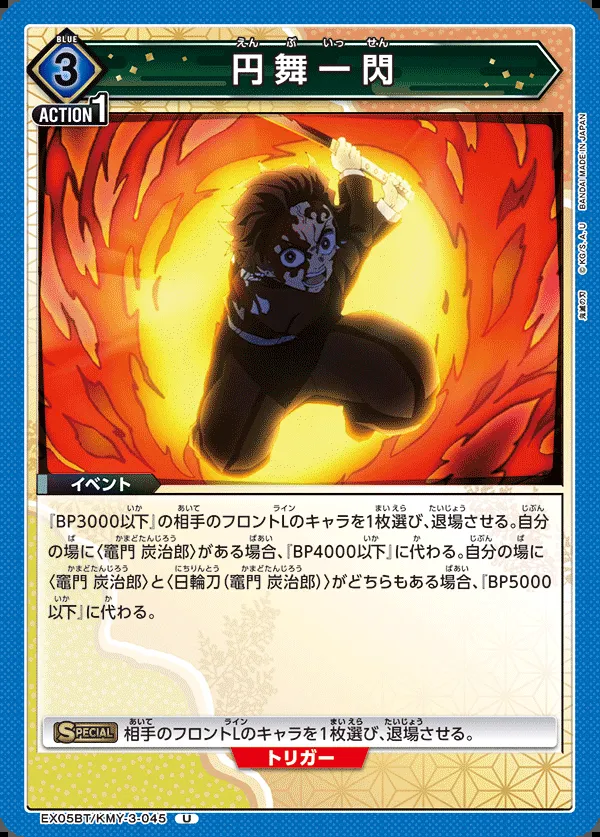 BLUE
3
ACTION 1
えんぶいっせん
円舞一閃
BANDAI MADE IN JAPAN
©KG/S,A,U
鬼滅の刃
イベント
『BP3000以下』の相手のフロントLのキャラを1枚選び、退場させる。自分
の場に〈竈門 炭治郎〉がある場合、『BP4000以下』に代わる。自分の場に
〈竈門 炭治郎〉と〈日輪刀(竈門 炭治郎)〉がどちらもある場合、『BP5000
以下』に代わる。
SPECIAL 相手のフロントLのキャラを1枚選び、退場させる。
トリガー
EX05BT/KMY-3-045 U